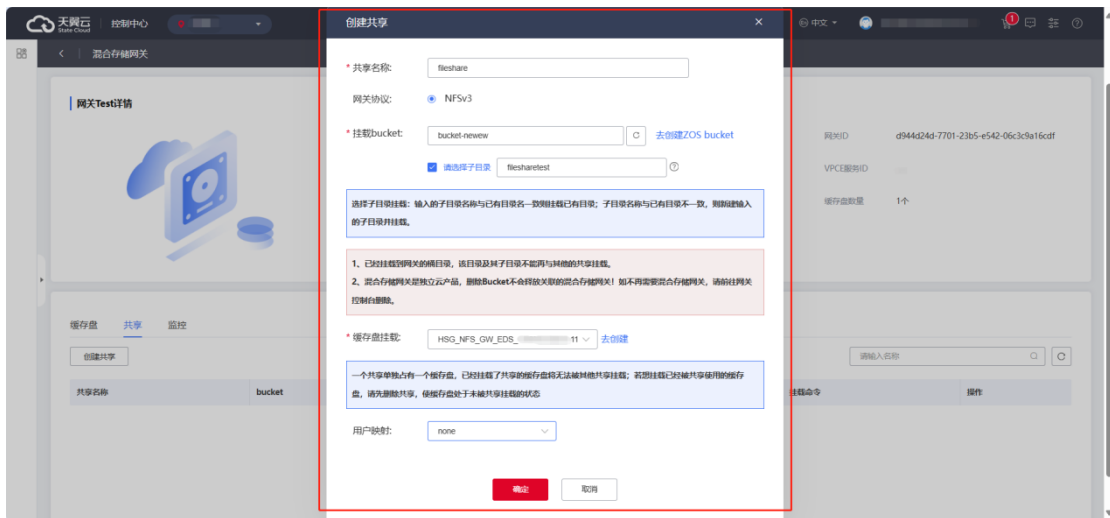 天翼云
State Cloud
控制中心
中文
1
混合存储网关
网关Test详情
网关ID
d944d24d-7701-23b5-e542-06c3c9a16cdf
VPCE服务ID
缓存盘数量
1个
缓存盘
共享
监控
创建共享
请输入名称
共享名称
bucket
挂载命令
操作
创建共享
* 共享名称:
fileshare
网关协议:
NFSv3
* 挂载bucket:
bucket-newew
去创建ZOS bucket
请选择子目录
filesharetest
选择子目录挂载：输入的子目录名称与已有目录名一致则挂载已有目录；子目录名称与已有目录不一致，则新建输入
的子目录并挂载。
1、已经挂载到网关的桶目录，该目录及其子目录不能再与其他的共享挂载。
2、混合存储网关是独立云产品，删除Bucket不会释放关联的混合存储网关！如不再需要混合存储网关，请前往网关
控制台删除。
* 缓存盘挂载:
HSG_NFS_GW_EDS_
11
去创建
一个共享单独占有一个缓存盘，已经挂载了共享的缓存盘将无法被其他共享挂载；若想挂载已经被共享使用的缓存
盘，请先删除共享，使缓存盘处于未被共享挂载的状态
用户映射:
none
确定
取消